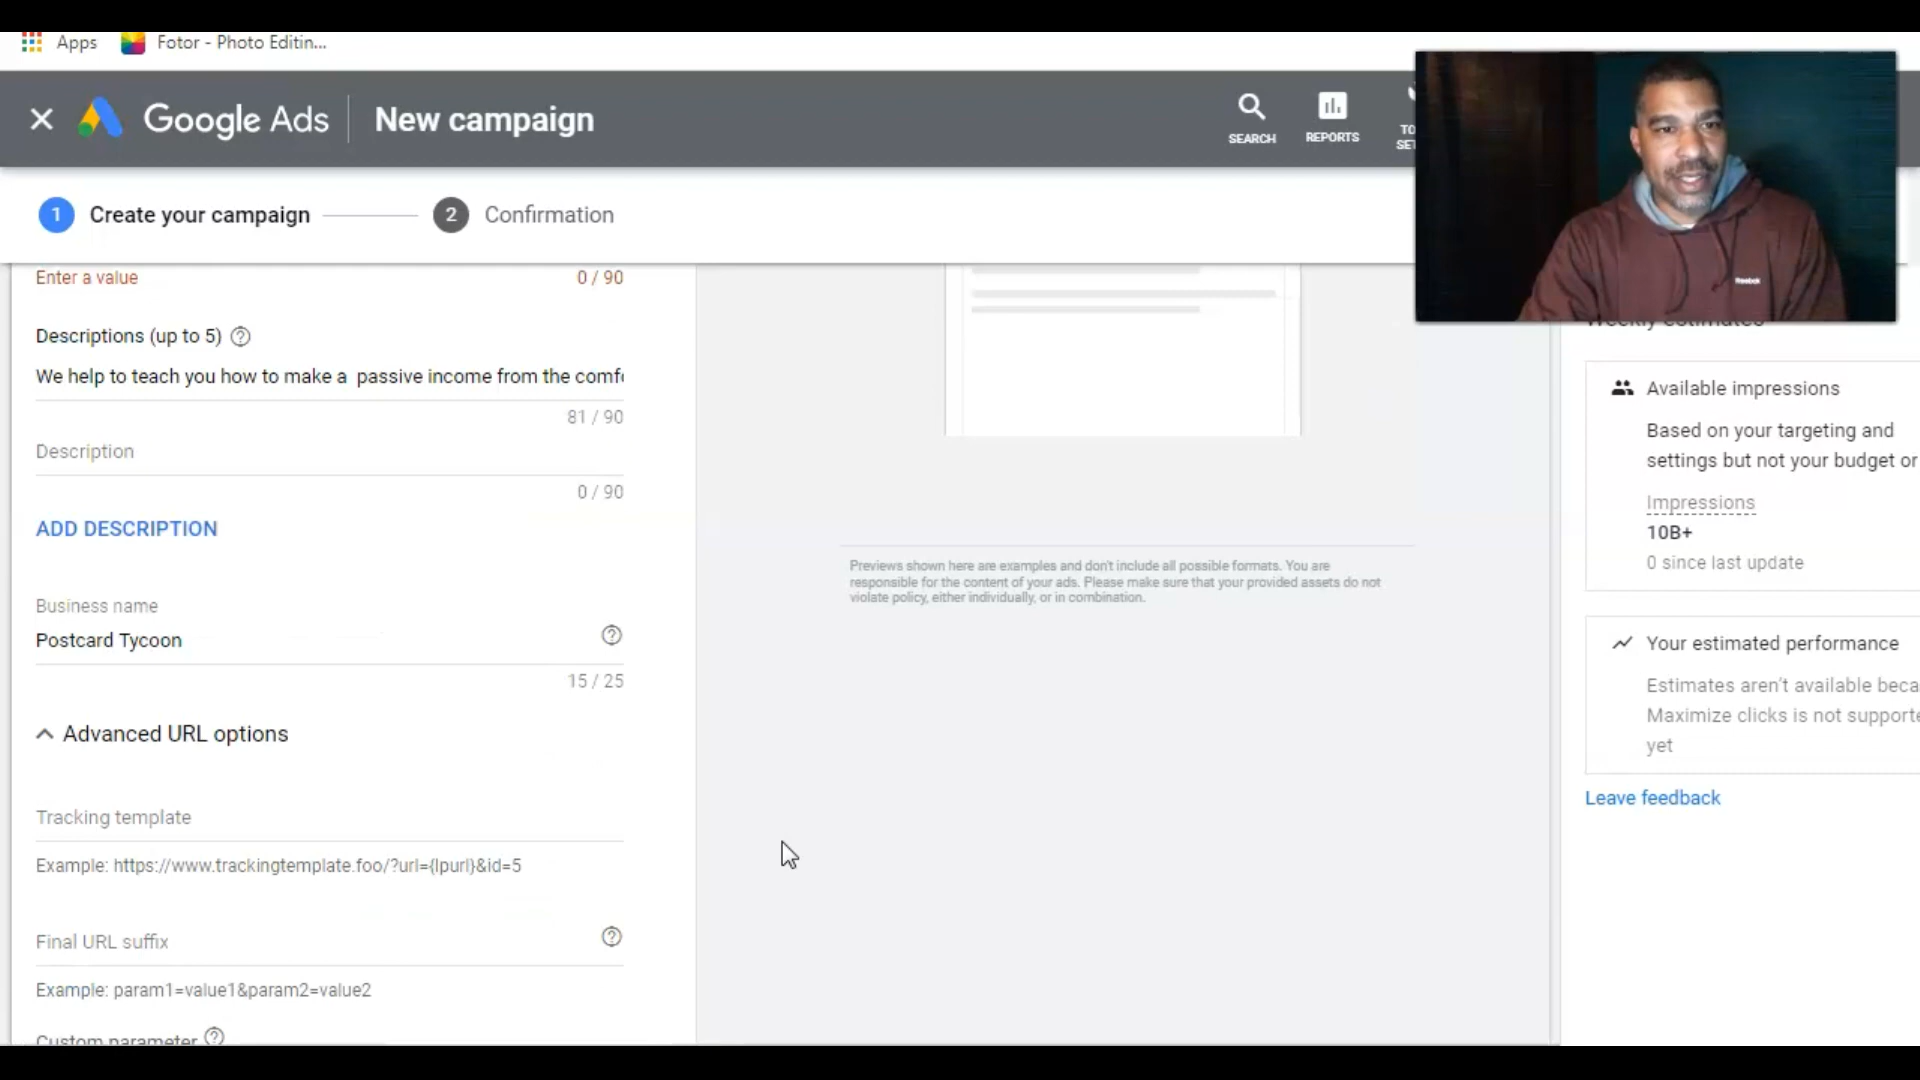 Apps
Fotor - Photo Editin...
Google Ads
New campaign
SEARCH
REPORTS
1
Create your campaign
2
Confirmation
Enter a value
0 / 90
Descriptions (up to 5)
We help to teach you how to make a  passive income from the
81 / 90
Description
0 / 90
ADD DESCRIPTION
Business name
Postcard Tycoon
15 / 25
Advanced URL options
Tracking template
Example: https://www.trackingtemplate.foo/?url={lpurl}&id=5
Final URL suffix
Example: param1=value1&param2=value2
Custom parameter
Previews shown here are examples and don't include all possible formats. You are
responsible for the content of your ads. Please make sure that your provided assets do not
violate policy, either individually, or in combination.
Weekly estimates
Available impressions
Based on your targeting and
settings but not your budget or
Impressions
10B+
0 since last update
Your estimated performance
Estimates aren't available beca
Maximize clicks is not supporte
yet
Leave feedback
Reebok